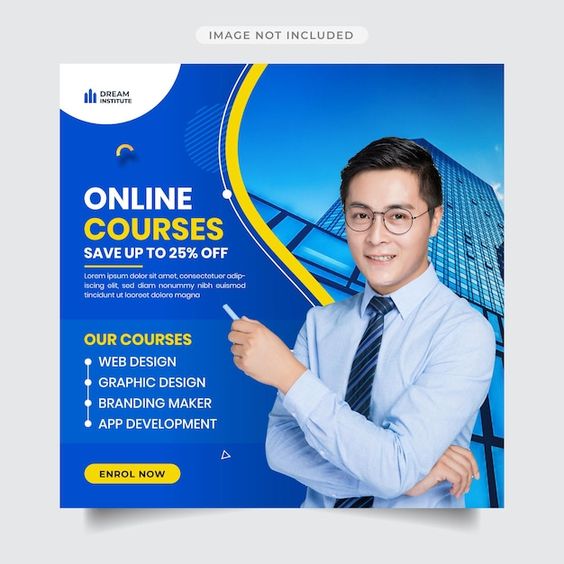 IMAGE NOT INCLUDED
DREAM
INSTITUTE
ONLINE
COURSES
SAVE UP TO 25% OFF
Lorem ipsum dolor sit amet, consectetuer adip-
iscing elit, sed diam nonummy nibh euismod
tincidunt ut laoreet dolore magna
OUR COURSES
WEB DESIGN
GRAPHIC DESIGN
BRANDING MAKER
APP DEVELOPMENT
ENROL NOW